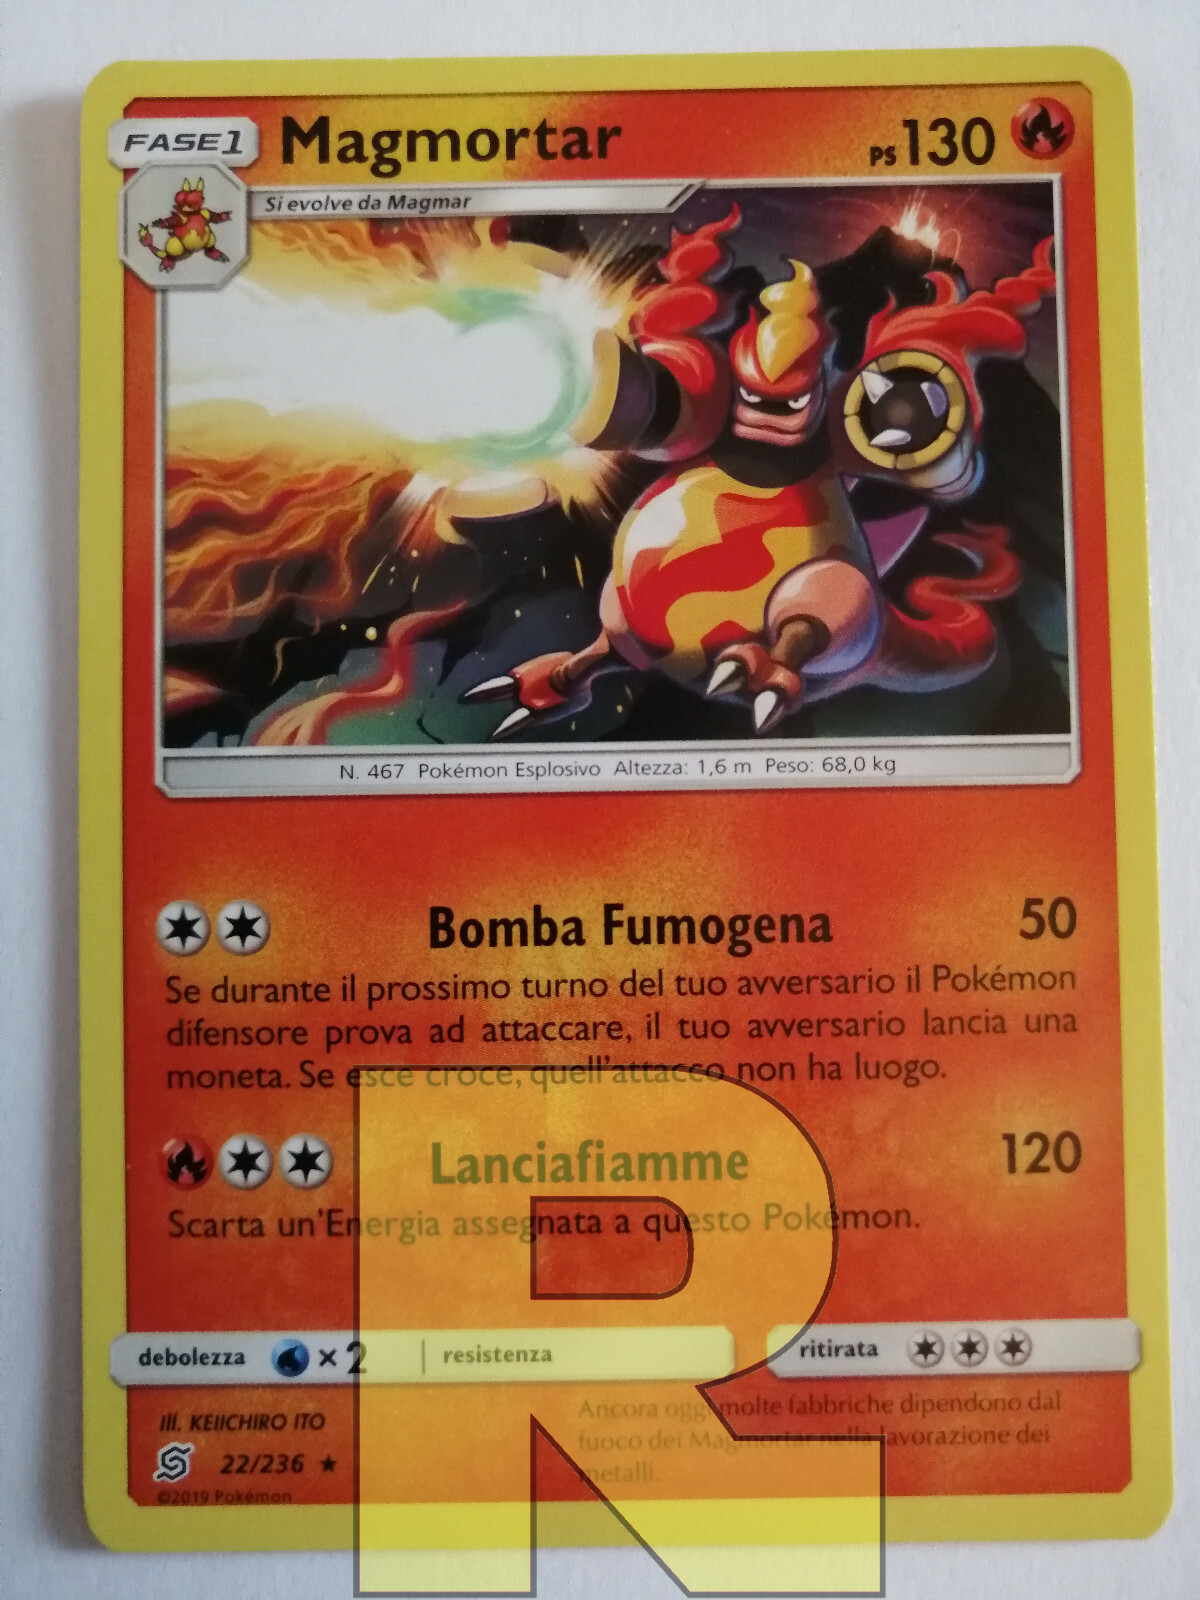 FASE1
Magmortar
PS130
Si evolve da Magmar
N. 467 Pokémon Esplosivo Altezza: 1,6 m Peso: 68,0 kg
Bomba Fumogena 50
Se durante il prossimo turno del tuo avversario il Pokémon
difensore prova ad attaccare, il tuo avversario lancia una
moneta. Se esce croce, quell'attacco non ha luogo.
Lanciafiamme 120
Scarta un'Energia assegnata a questo Pokémon.
debolezza ×2 resistenza ritirata
Ill. KEIICHIRO ITO
22/236 ★
©2019 Pokémon
Ancora oggi molte fabbriche dipendono dal
fuoco dei Magmortar nella lavorazione dei
metalli.
R